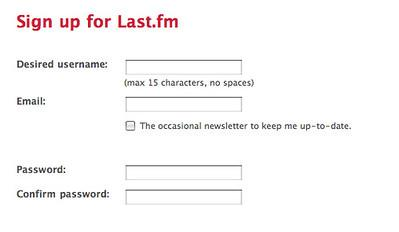 Sign up for Last.fm
Desired username:
(max 15 characters, no spaces)
Email:
The occasional newsletter to keep me up-to-date.
Password:
Confirm password: